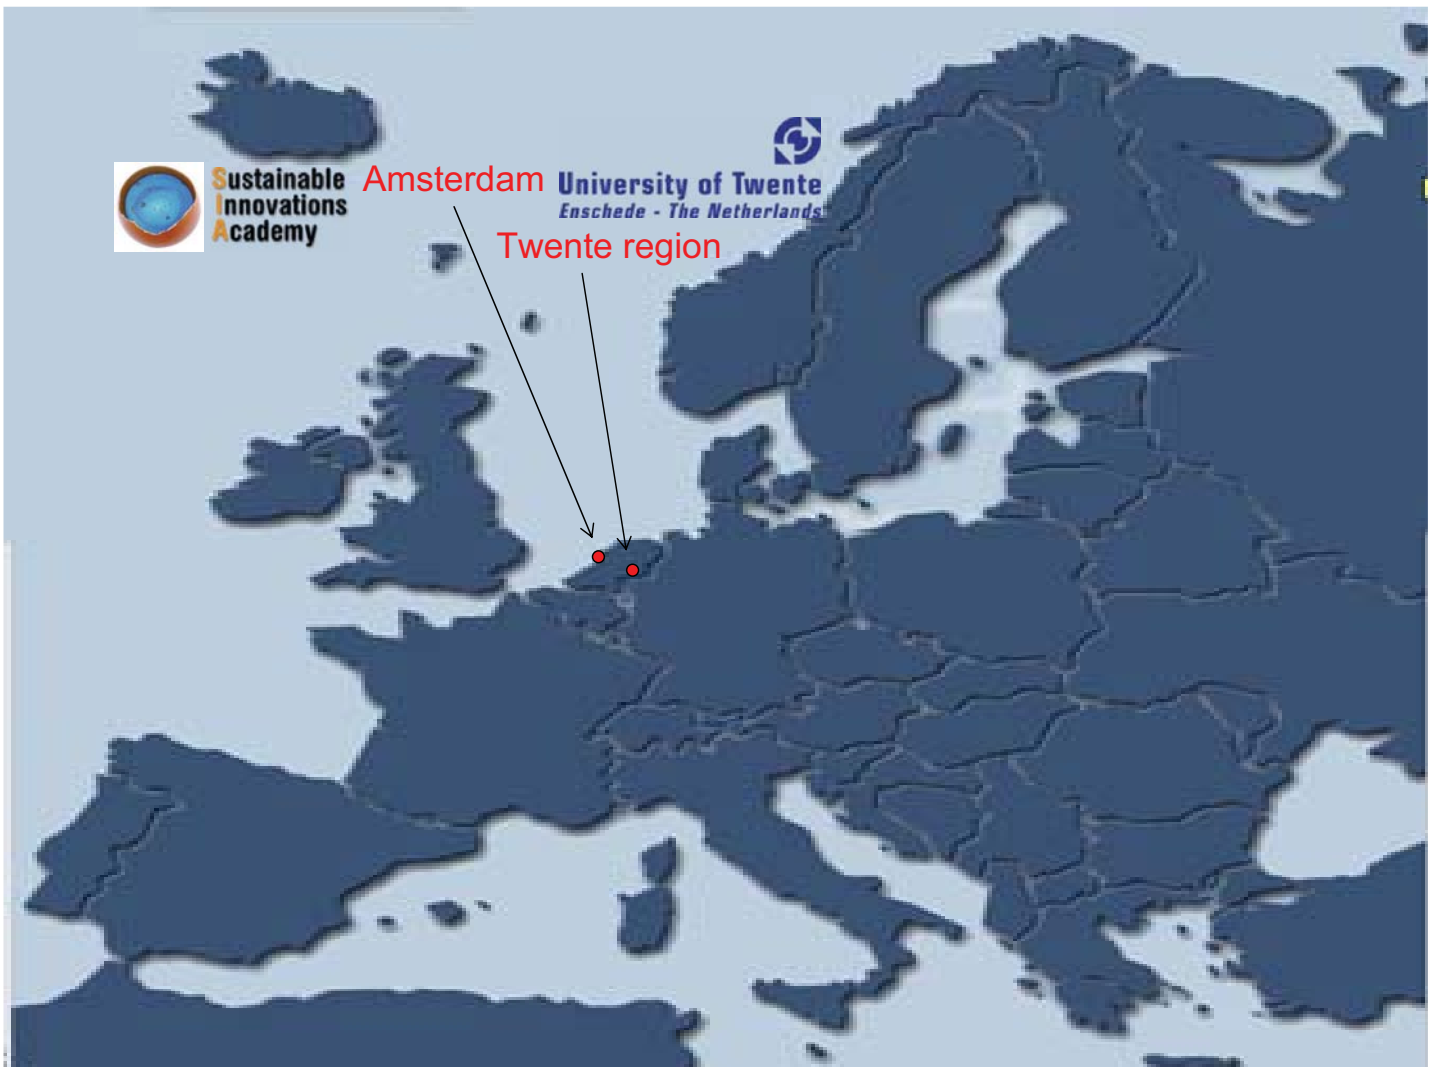 Sustainable
Innovations
Academy
Amsterdam
University of Twente
Enschede - The Netherlands
Twente region